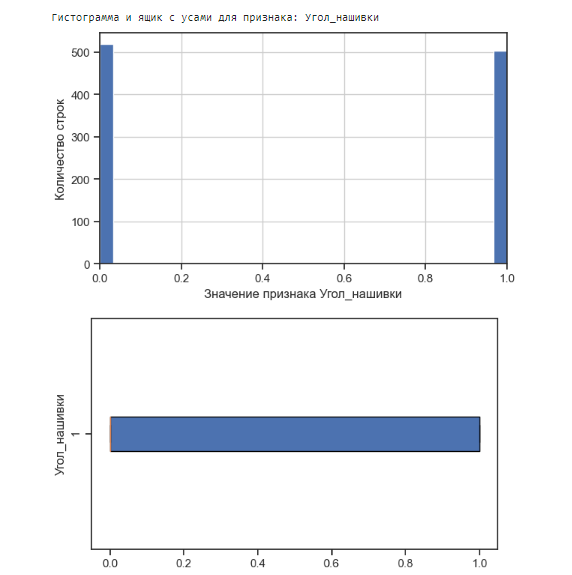 Гистограмма и ящик с усами для признака: Угол_нашивки
500
400
300
200
100
0
Количество строк
0.0 0.2 0.4 0.6 0.8 1.0
Значение признака Угол_нашивки
Угол_нашивки
1
0.0 0.2 0.4 0.6 0.8 1.0